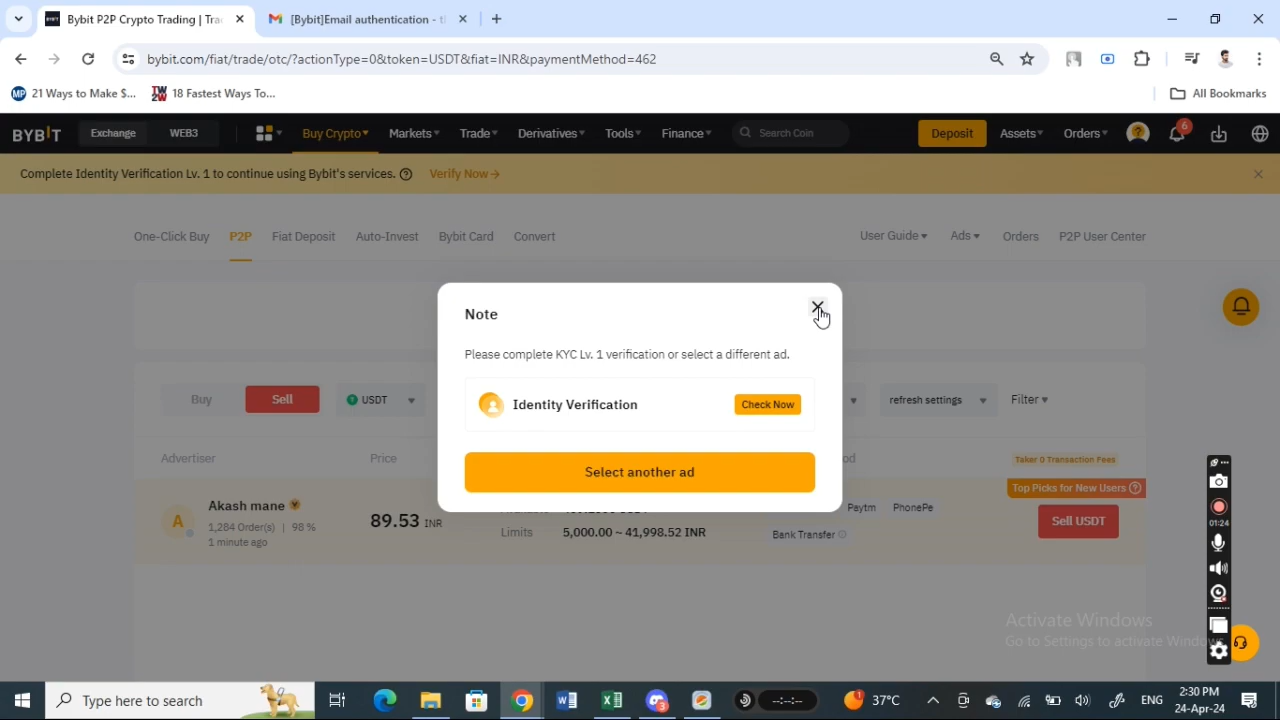 Bybit P2P Crypto Trading | Tra
[Bybit]Email authentication - t
bybit.com/fiat/trade/otc/?actionType=0&token=USDT&fiat=INR&paymentMethod=462
21 Ways to Make $...
18 Fastest Ways To...
All Bookmarks
BYBIT
Exchange
WEB3
Buy Crypto
Markets
Trade
Derivatives
Tools
Finance
Search Coin
Deposit
Assets
Orders
6
Complete Identity Verification Lv. 1 to continue using Bybit's services.
Verify Now→
One-Click Buy
P2P
Fiat Deposit
Auto-Invest
Bybit Card
Convert
User Guide
Ads
Orders
P2P User Center
Note
Please complete KYC Lv. 1 verification or select a different ad.
Identity Verification
Check Now
Select another ad
Buy
Sell
USDT
refresh settings
Filter
Advertiser
Price
Taker 0 Transaction Fees
Top Picks for New Users
A
Akash mane
1,284 Order(s) | 98 %
1 minute ago
89.53 INR
Limits
5,000.00 ~ 41,998.52 INR
Paytm
PhonePe
Bank Transfer
Sell USDT
01:24
Activate Windows
Go to Settings to activate Windows
Type here to search
--:--
37°C
ENG
2:30 PM
24-Apr-24